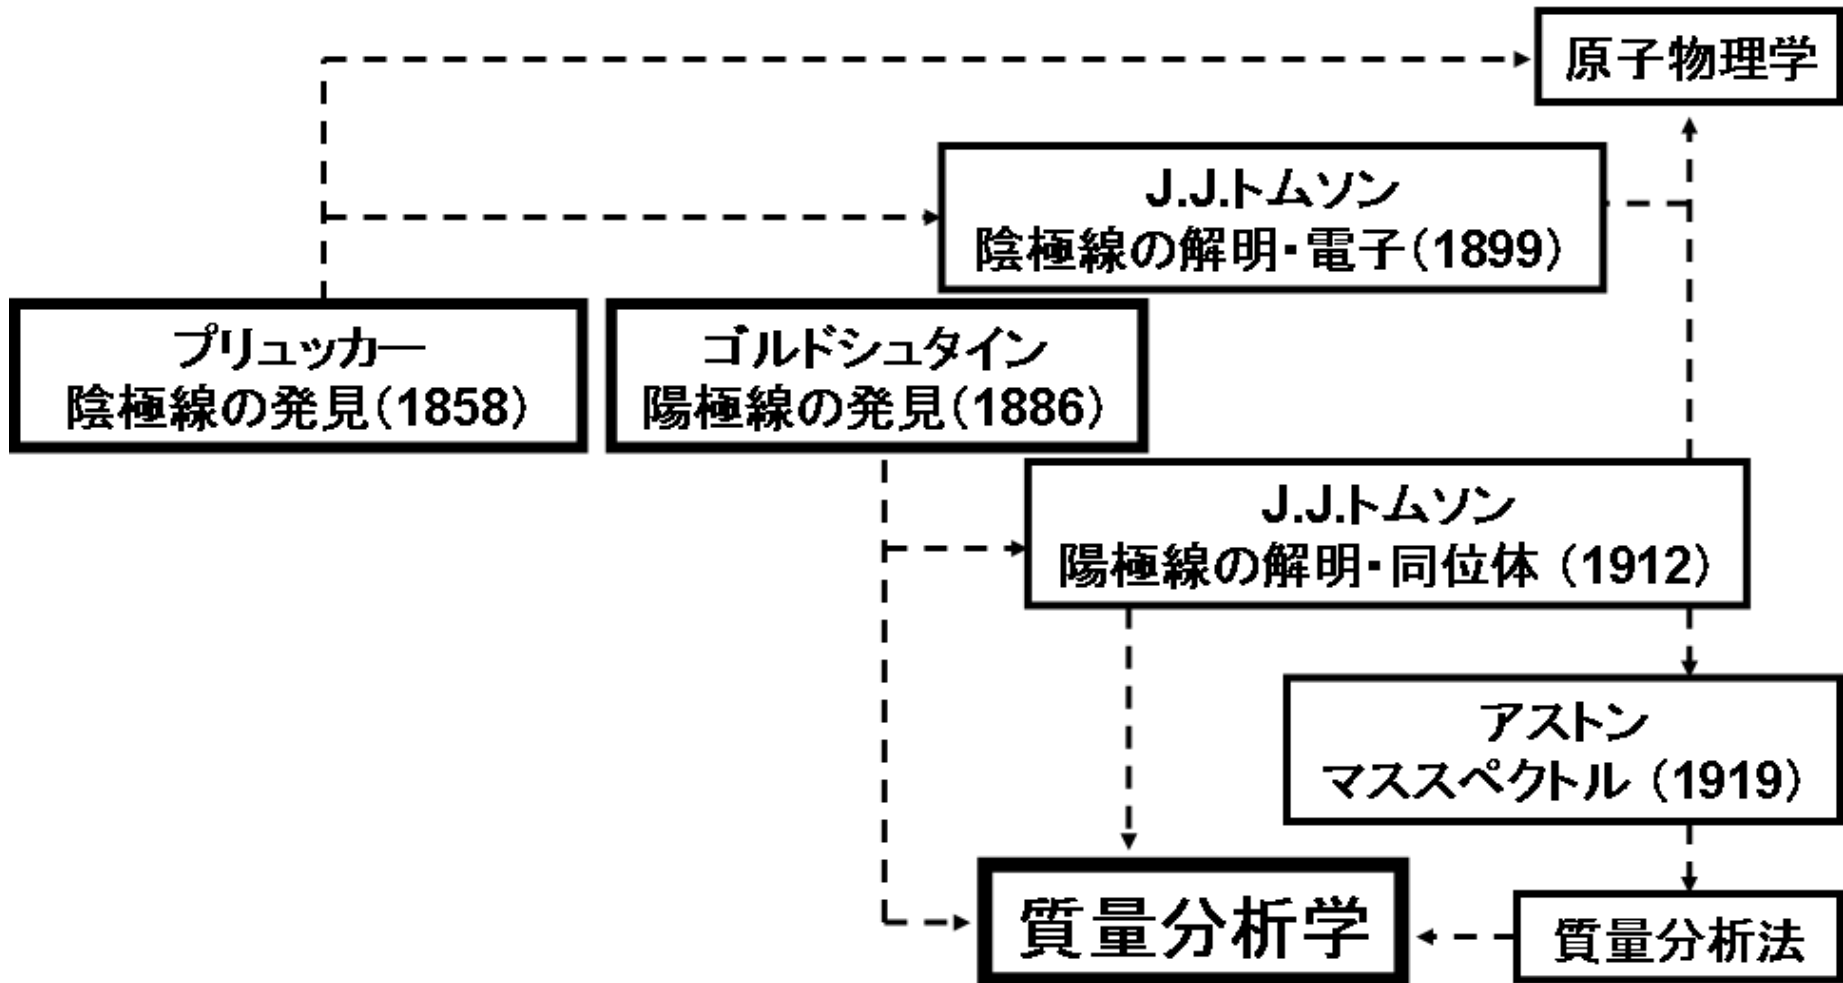 原子物理学
J.J.トムソン
陰極線の解明・電子(1899)
プリュッカー
陰極線の発見(1858)
ゴルドシュタイン
陽極線の発見(1886)
J.J.トムソン
陽極線の解明・同位体 (1912)
アストン
マススペクトル (1919)
質量分析学
質量分析法